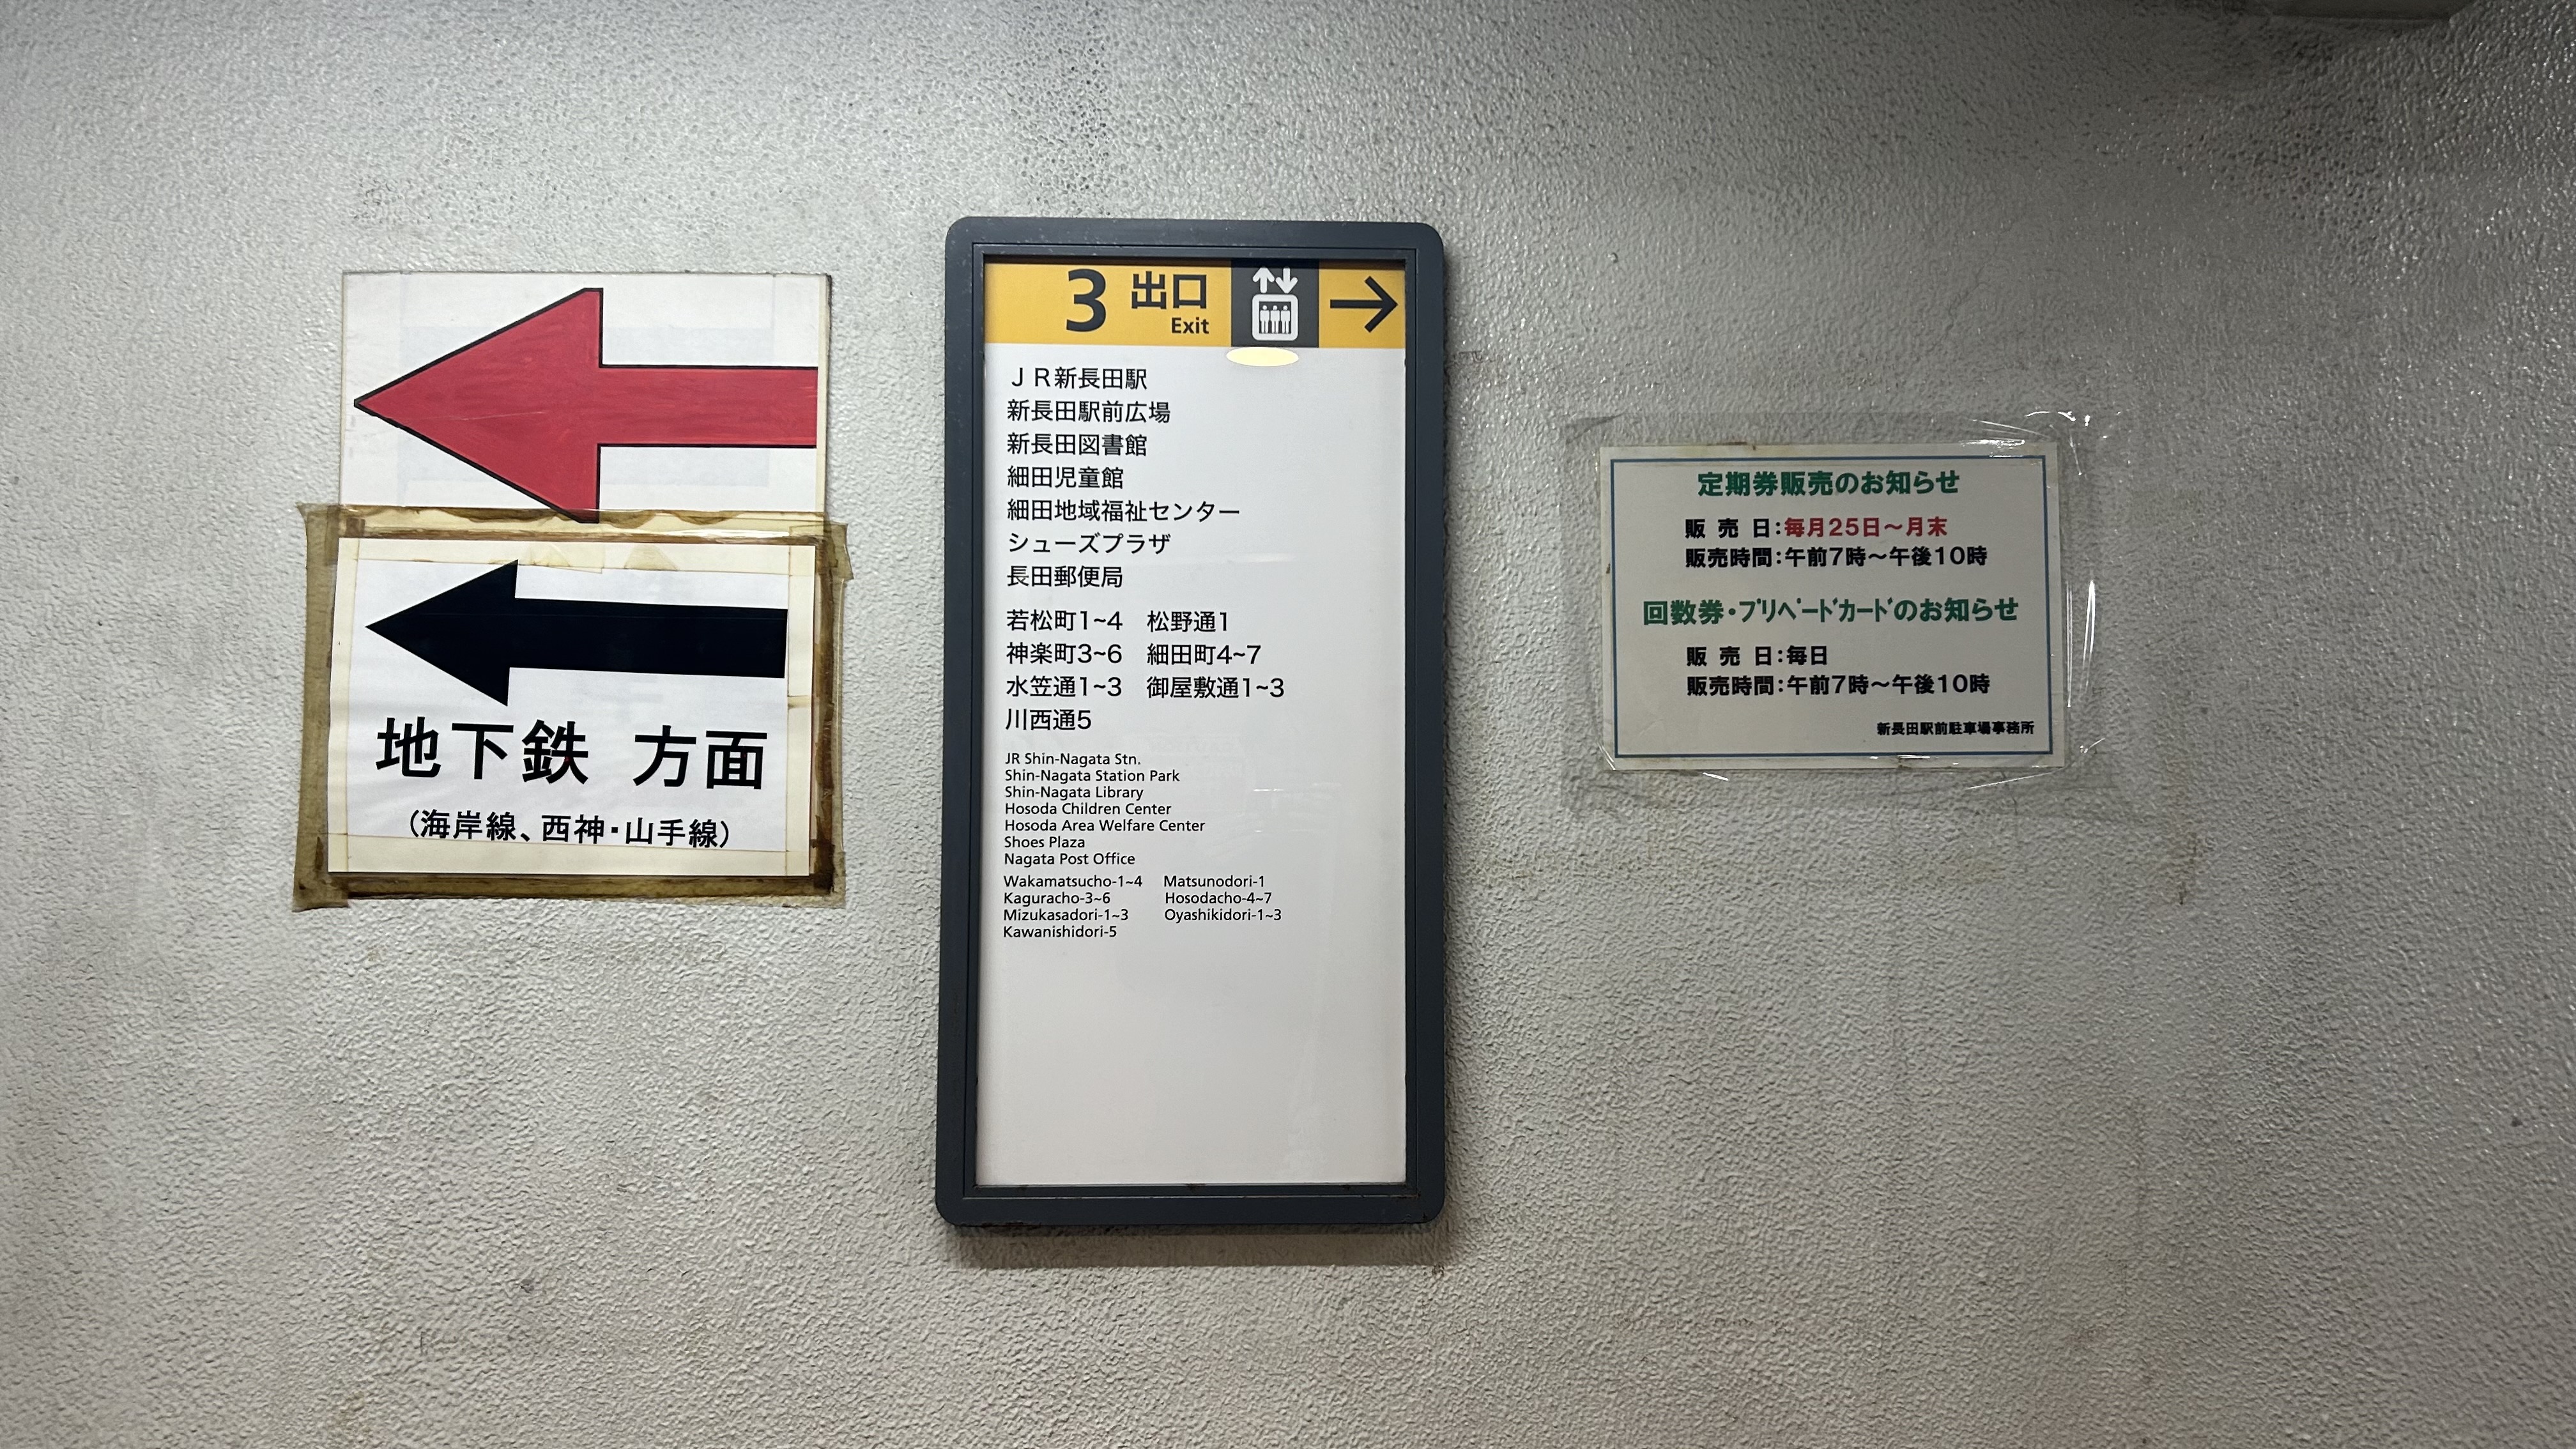 地下鉄 方面
(海岸線、西神・山手線)
3 出口
Exit
ＪＲ新長田駅
新長田駅前広場
新長田図書館
細田児童館
細田地域福祉センター
シューズプラザ
長田郵便局
若松町1~4 松野通1
神楽町3~6 細田町4~7
水笠通1~3 御屋敷通1~3
川西通5
JR Shin-Nagata Stn.
Shin-Nagata Station Park
Shin-Nagata Library
Hosoda Children Center
Hosoda Area Welfare Center
Shoes Plaza
Nagata Post Office
Wakamatsucho-1~4 Matsunodori-1
Kaguracho-3~6 Hosodacho-4~7
Mizukasadori-1~3 Oyashikidori-1~3
Kawanishidori-5
定期券販売のお知らせ
販 売 日:毎月25日～月末
販売時間:午前7時～午後10時
回数券・プリペードカードのお知らせ
販 売 日:毎日
販売時間:午前7時～午後10時
新長田駅前駐車場事務所